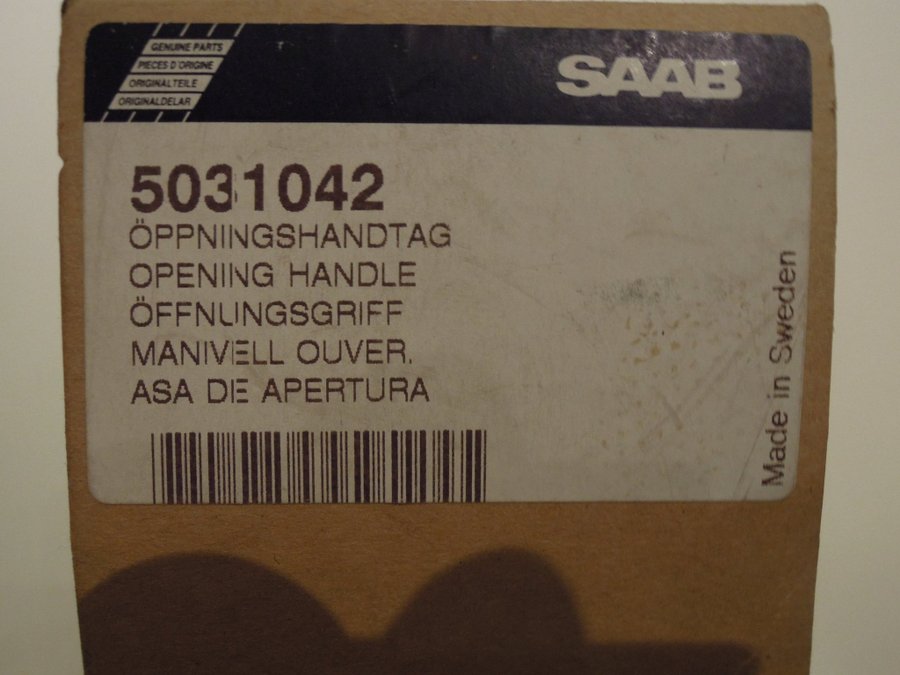 GENUINE PARTS
PIECES D'ORIGINE
ORIGINALTEILE
ORIGINALDELAR
SAAB
5031042
ÖPPNINGSHANDTAG
OPENING HANDLE
ÖFFNUNGSGRIFF
MANIVELL OUVER.
ASA DE APERTURA
Made in Sweden